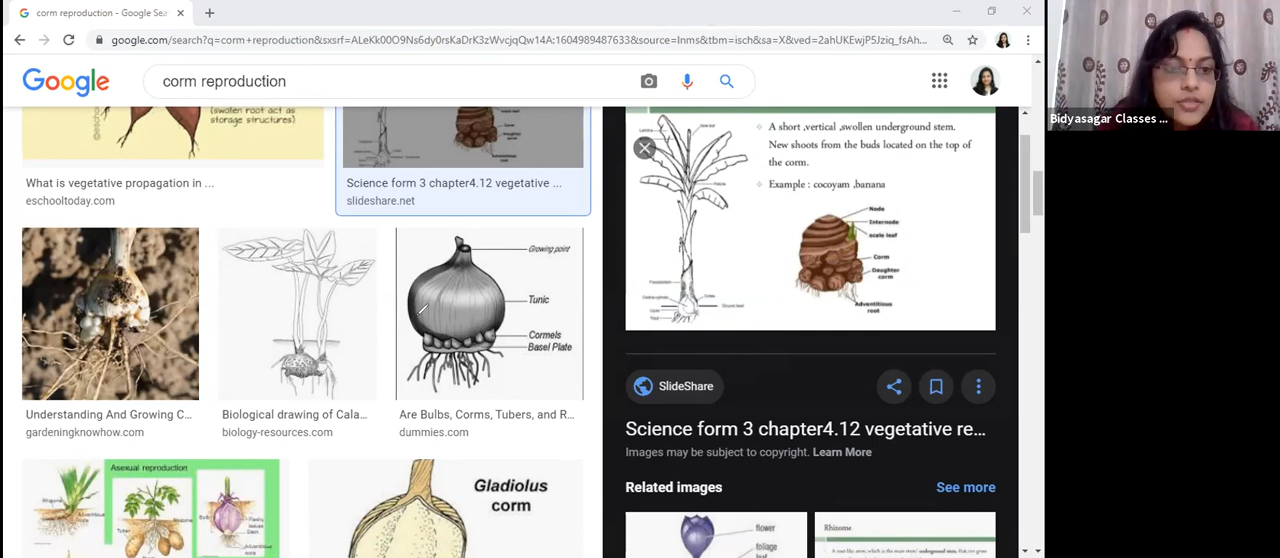 corm reproduction - Google Sea
google.com/search?q=corm+reproduction&sxsrf=ALeKk00O9Ns6dy0rsKaDrK3zWvcjqQw14A:1604989487633&source=lnms&tbm=isch&sa=X&ved=2ahUKEwjP5Jziq_fsAh...
Google
corm reproduction
Bidyasagar Classes ...
(swollen root act as
storage structures)
What is vegetative propagation in ...
eschooltoday.com
Science form 3 chapter4.12 vegetative ...
slideshare.net
A short ,vertical ,swollen underground stem.
New shoots from the buds located on the top of
the corm.
Example : cocoyam ,banana
Node
Internode
scale leaf
Corm
Daughter
corm
Adventitious
root
Growing point
Tunic
Cormels
Basel Plate
Understanding And Growing C...
gardeningknowhow.com
Biological drawing of Cala...
biology-resources.com
Are Bulbs, Corms, Tubers, and R...
dummies.com
SlideShare
Science form 3 chapter4.12 vegetative re...
Images may be subject to copyright. Learn More
Related images
See more
Asexual reproduction
Gladiolus
corm
flower
foliage
Rhizome